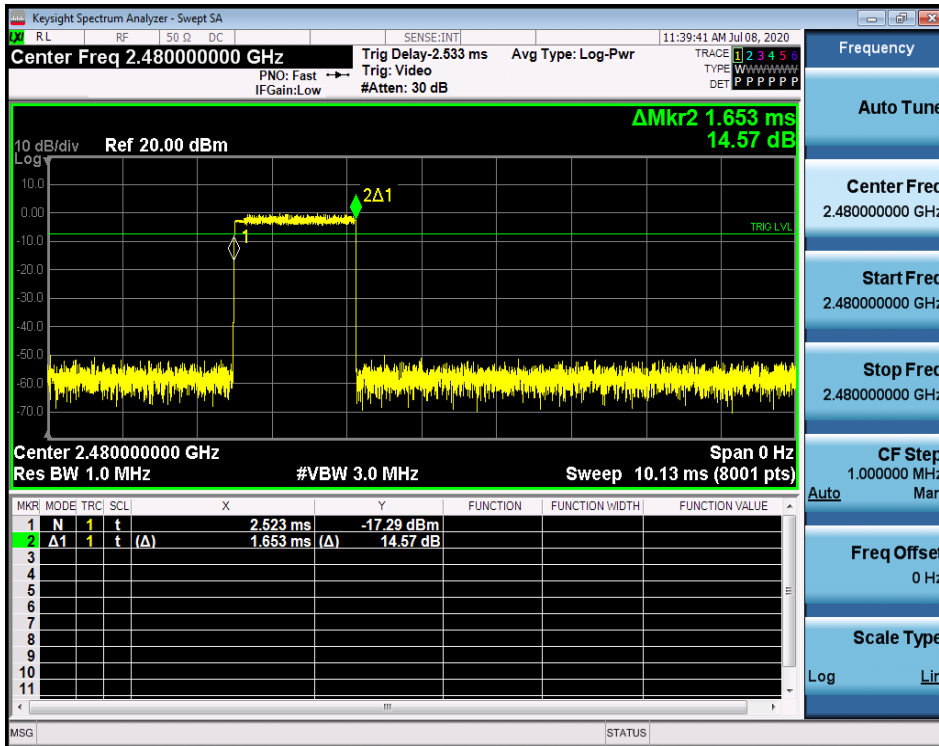 Keysight Spectrum Analyzer - Swept SA
LXI RL RF 50 Ω DC SENSE:INT 11:39:41 AM Jul 08, 2020
Center Freq 2.480000000 GHz
PNO: Fast
IFGain:Low
Trig Delay-2.533 ms
Trig: Video
#Atten: 30 dB
Avg Type: Log-Pwr
TRACE 1 2 3 4 5 6
TYPE WWWWWW
DET P P P P P P
ΔMkr2 1.653 ms
14.57 dB
10 dB/div Ref 20.00 dBm
Log
10.0
0.00
-10.0
-20.0
-30.0
-40.0
-50.0
-60.0
-70.0
2Δ1
1
TRIG LVL
Center 2.480000000 GHz Span 0 Hz
Res BW 1.0 MHz #VBW 3.0 MHz Sweep 10.13 ms (8001 pts)
MKR MODE TRC SCL X Y FUNCTION FUNCTION WIDTH FUNCTION VALUE
1 N 1 t 2.523 ms -17.29 dBm
2 Δ1 1 t (Δ) 1.653 ms (Δ) 14.57 dB
3
4
5
6
7
8
9
10
11
MSG STATUS
Frequency
Auto Tune
Center Freq
2.480000000 GHz
Start Freq
2.480000000 GHz
Stop Freq
2.480000000 GHz
CF Step
1.000000 MHz
Auto Man
Freq Offset
0 Hz
Scale Type
Log Lin